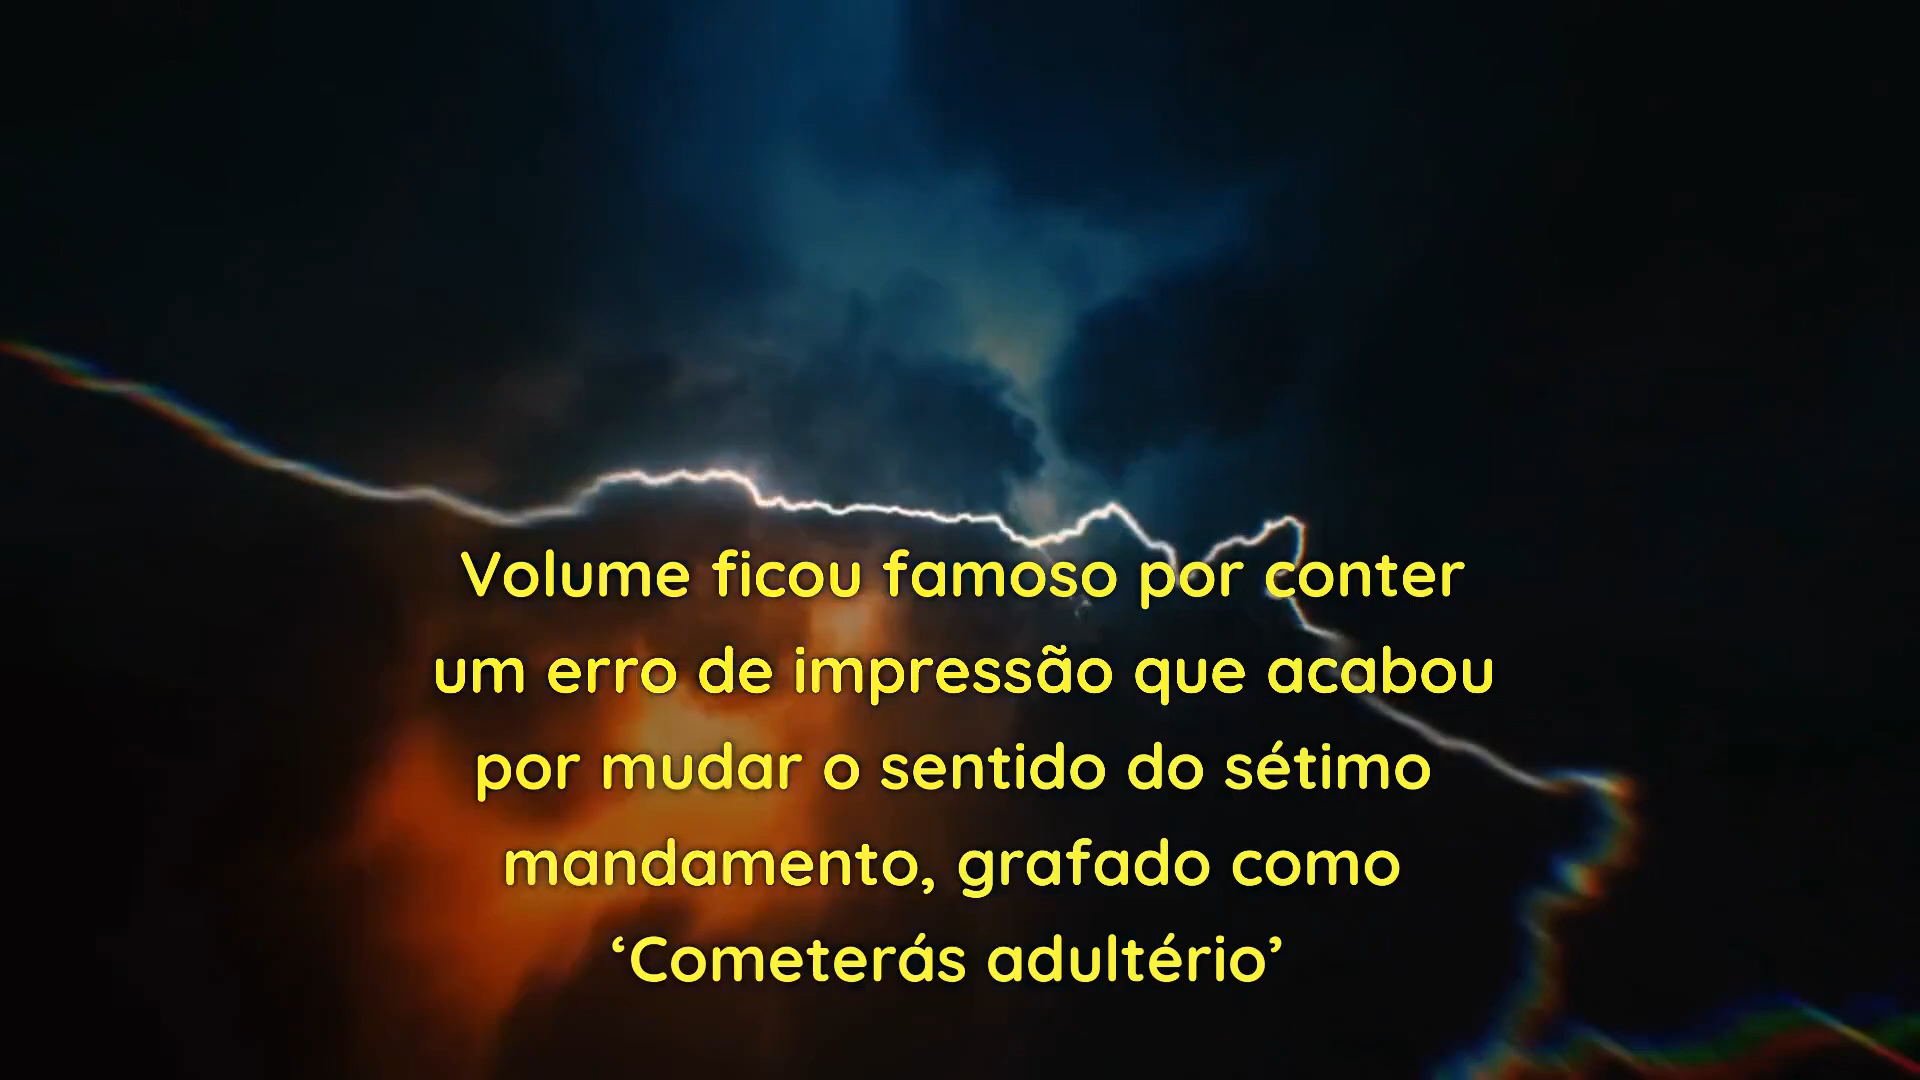 Volume ficou famoso por conter
um erro de impressão que acabou
por mudar o sentido do sétimo
mandamento, grafado como
‘Cometerás adultério’